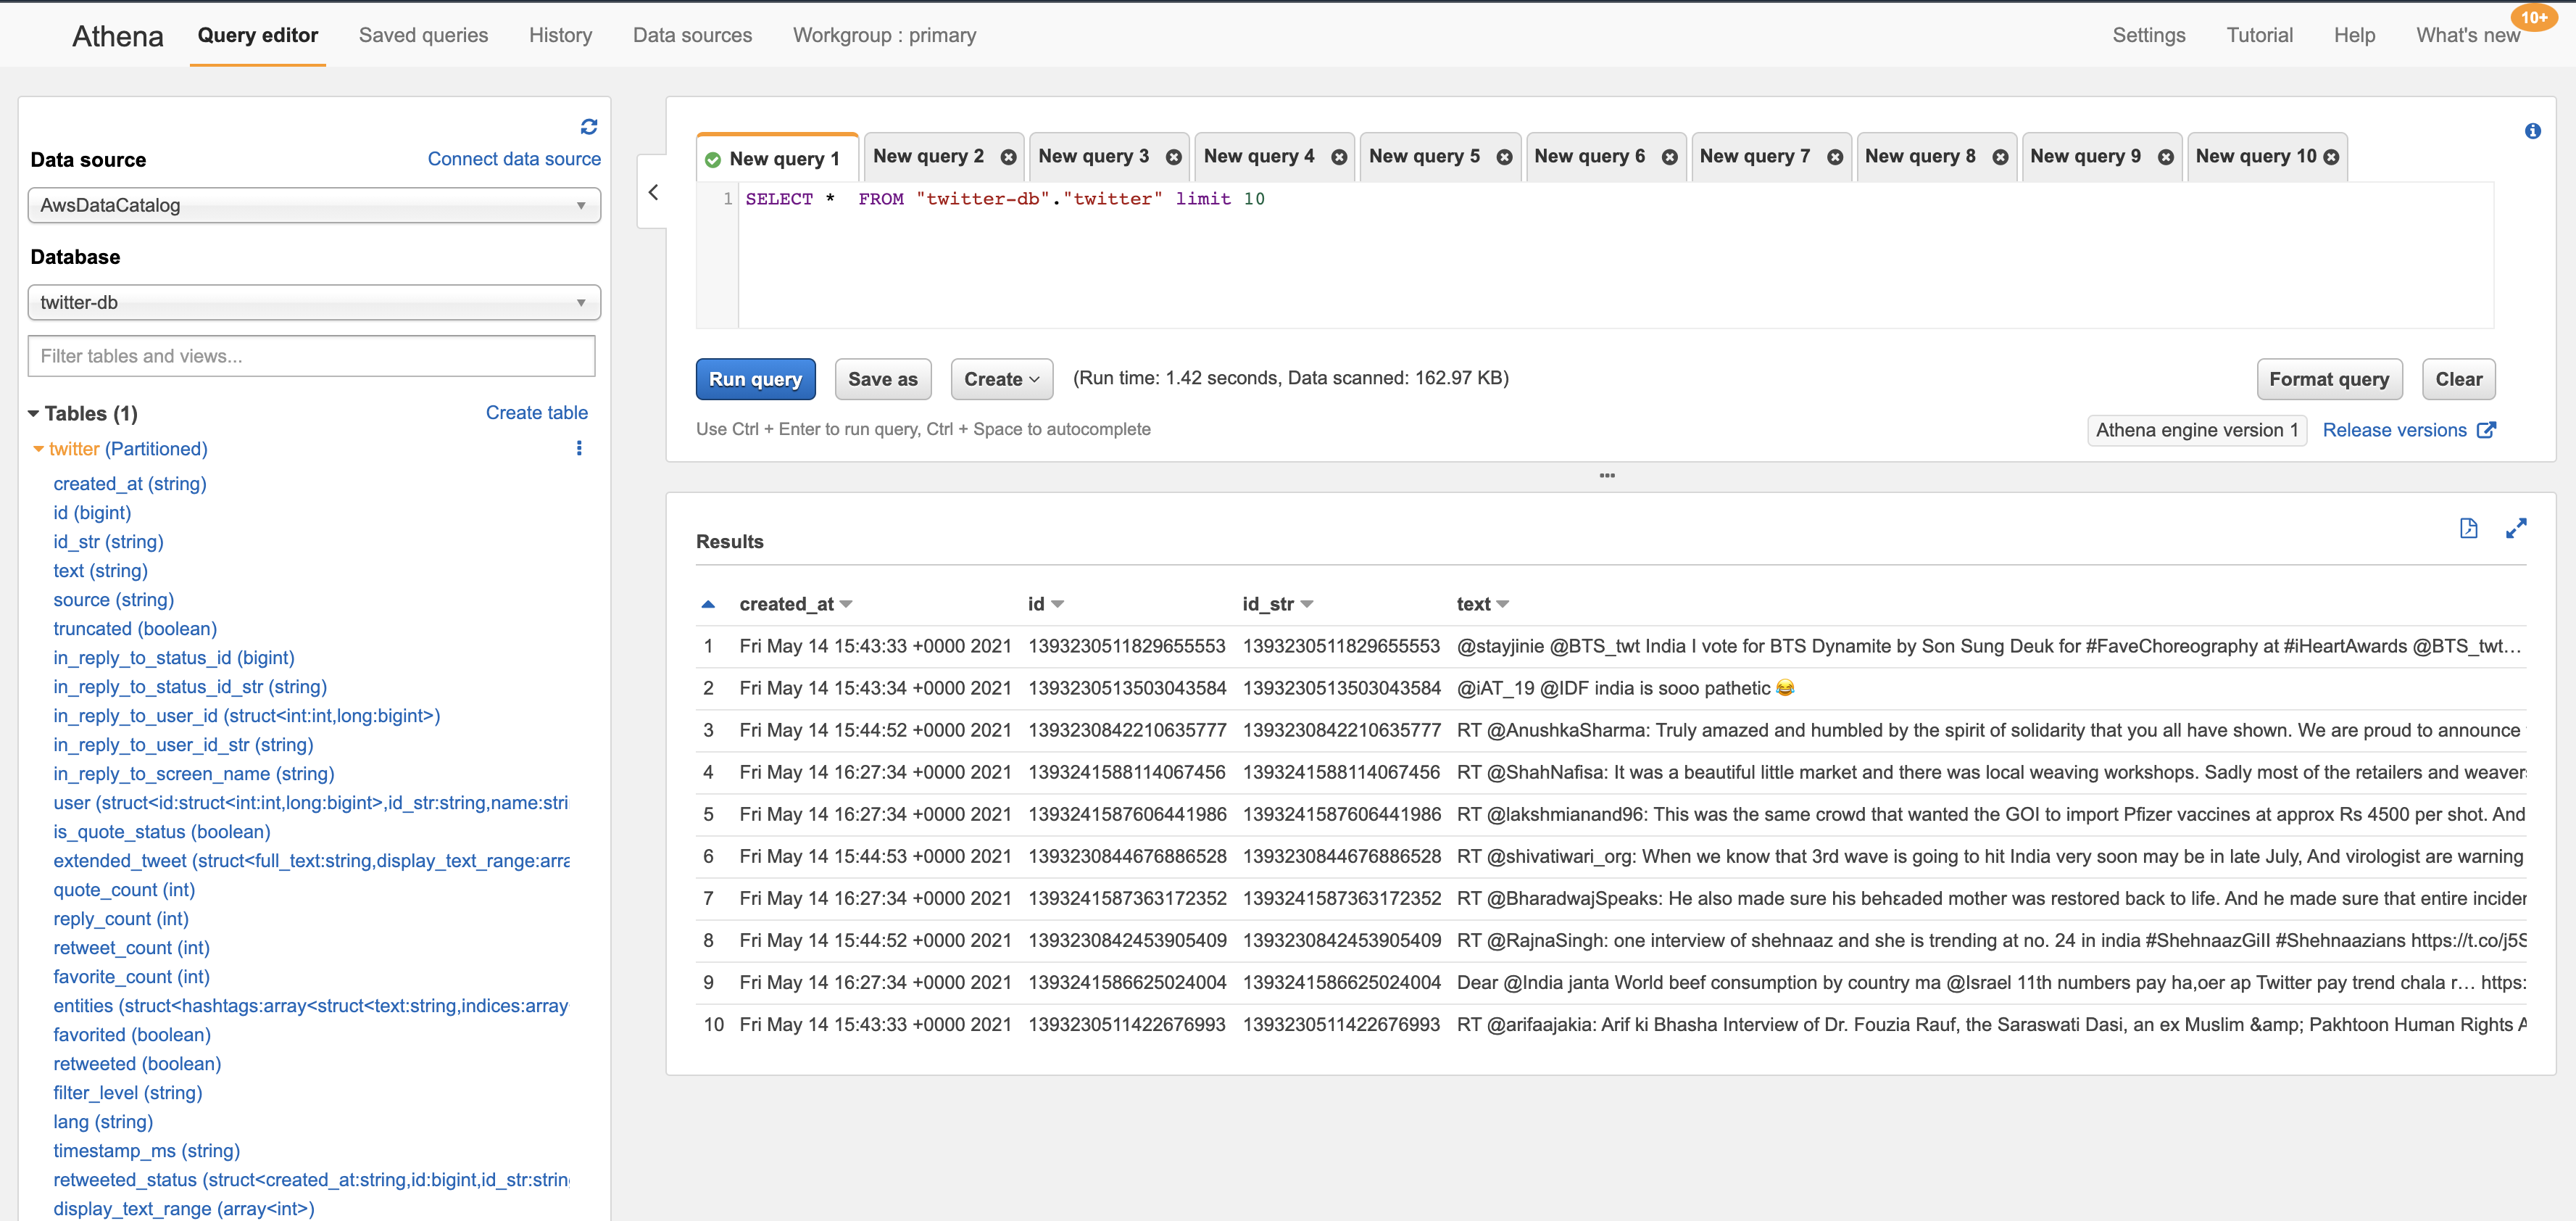 Athena Query editor Saved queries History Data sources Workgroup : primary Settings Tutorial Help What's new 10+
Data source Connect data source
AwsDataCatalog
Database
twitter-db
Filter tables and views...
Tables (1) Create table
twitter (Partitioned)
created_at (string)
id (bigint)
id_str (string)
text (string)
source (string)
truncated (boolean)
in_reply_to_status_id (bigint)
in_reply_to_status_id_str (string)
in_reply_to_user_id (struct<int:int,long:bigint>)
in_reply_to_user_id_str (string)
in_reply_to_screen_name (string)
user (struct<id:struct<int:int,long:bigint>,id_str:string,name:stri
is_quote_status (boolean)
extended_tweet (struct<full_text:string,display_text_range:arra
quote_count (int)
reply_count (int)
retweet_count (int)
favorite_count (int)
entities (struct<hashtags:array<struct<text:string,indices:array
favorited (boolean)
retweeted (boolean)
filter_level (string)
lang (string)
timestamp_ms (string)
retweeted_status (struct<created_at:string,id:bigint,id_str:string
display_text_range (array<int>)
New query 1 New query 2 New query 3 New query 4 New query 5 New query 6 New query 7 New query 8 New query 9 New query 10
1 SELECT * FROM "twitter-db"."twitter" limit 10
Run query Save as Create (Run time: 1.42 seconds, Data scanned: 162.97 KB) Format query Clear
Use Ctrl + Enter to run query, Ctrl + Space to autocomplete Athena engine version 1 Release versions
Results
created_at id id_str text
1 Fri May 14 15:43:33 +0000 2021 1393230511829655553 1393230511829655553 @stayjinie @BTS_twt India I vote for BTS Dynamite by Son Sung Deuk for #FaveChoreography at #iHeartAwards @BTS_twt…
2 Fri May 14 15:43:34 +0000 2021 1393230513503043584 1393230513503043584 @iAT_19 @IDF india is sooo pathetic 😂
3 Fri May 14 15:44:52 +0000 2021 1393230842210635777 1393230842210635777 RT @AnushkaSharma: Truly amazed and humbled by the spirit of solidarity that you all have shown. We are proud to announce
4 Fri May 14 16:27:34 +0000 2021 1393241588114067456 1393241588114067456 RT @ShahNafisa: It was a beautiful little market and there was local weaving workshops. Sadly most of the retailers and weaver
5 Fri May 14 16:27:34 +0000 2021 1393241587606441986 1393241587606441986 RT @lakshmianand96: This was the same crowd that wanted the GOI to import Pfizer vaccines at approx Rs 4500 per shot. And
6 Fri May 14 15:44:53 +0000 2021 1393230844676886528 1393230844676886528 RT @shivatiwari_org: When we know that 3rd wave is going to hit India very soon may be in late July, And virologist are warning
7 Fri May 14 16:27:34 +0000 2021 1393241587363172352 1393241587363172352 RT @BharadwajSpeaks: He also made sure his behεaded mother was restored back to life. And he made sure that entire inciden
8 Fri May 14 15:44:52 +0000 2021 1393230842453905409 1393230842453905409 RT @RajnaSingh: one interview of shehnaaz and she is trending at no. 24 in india #ShehnaazGill #Shehnaazians https://t.co/j5S
9 Fri May 14 16:27:34 +0000 2021 1393241586625024004 1393241586625024004 Dear @India janta World beef consumption by country ma @Israel 11th numbers pay ha,oer ap Twitter pay trend chala r… https:
10 Fri May 14 15:43:33 +0000 2021 1393230511422676993 1393230511422676993 RT @arifaajakia: Arif ki Bhasha Interview of Dr. Fouzia Rauf, the Saraswati Dasi, an ex Muslim &amp; Pakhtoon Human Rights A